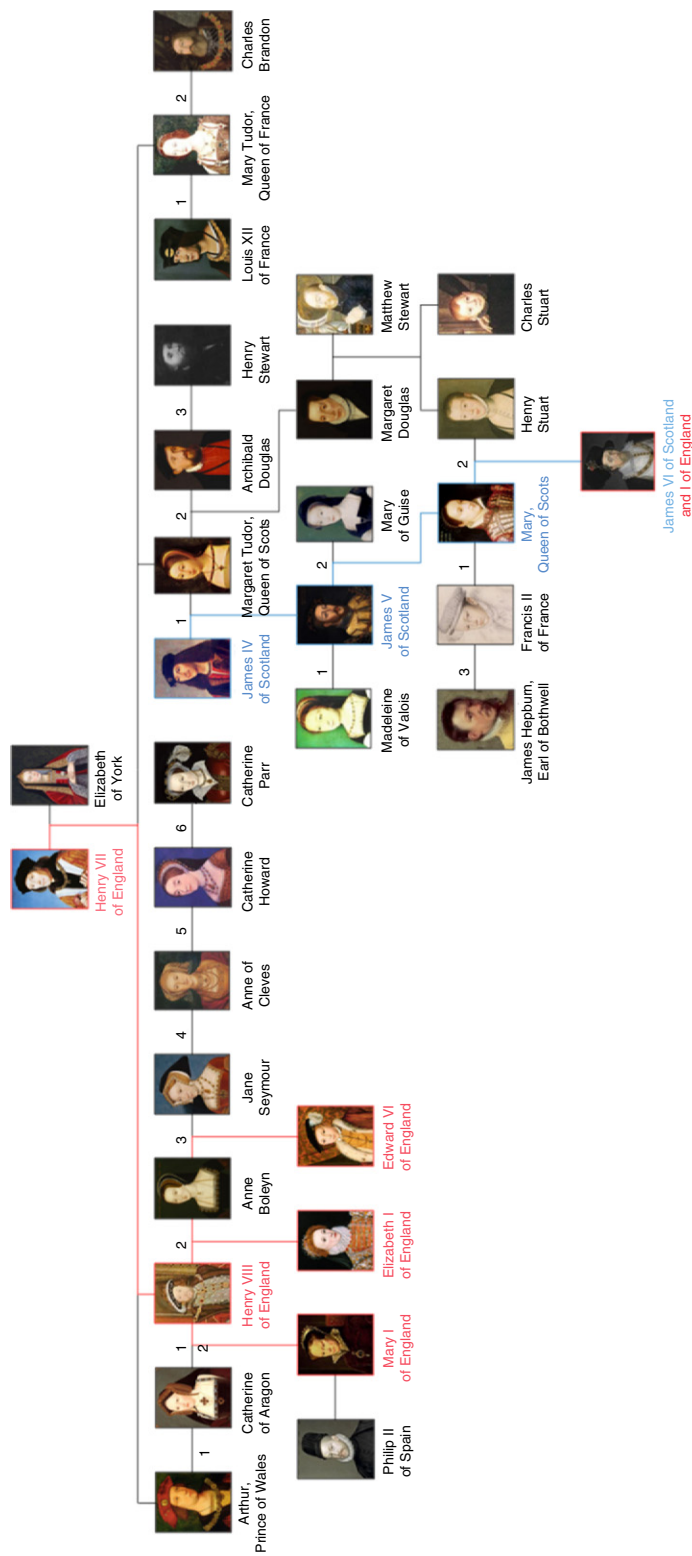 Henry VII
of England
Elizabeth
of York
Arthur,
Prince of Wales
1
Catherine
of Aragon
1
2
Henry VIII
of England
2
Anne
Boleyn
3
Jane
Seymour
4
Anne of
Cleves
5
Catherine
Howard
6
Catherine
Parr
James IV
of Scotland
1
Margaret Tudor,
Queen of Scots
2
Archibald
Douglas
3
Henry
Stewart
Louis XII
of France
1
Mary Tudor,
Queen of France
2
Charles
Brandon
Philip II
of Spain
Mary I
of England
Elizabeth I
of England
Edward VI
of England
Madeleine
of Valois
1
James V
of Scotland
2
Mary
of Guise
Margaret
Douglas
Matthew
Stewart
James Hepburn,
Earl of Bothwell
3
Francis II
of France
1
Mary,
Queen of Scots
2
Henry
Stuart
Charles
Stuart
James VI of Scotland
and I of England